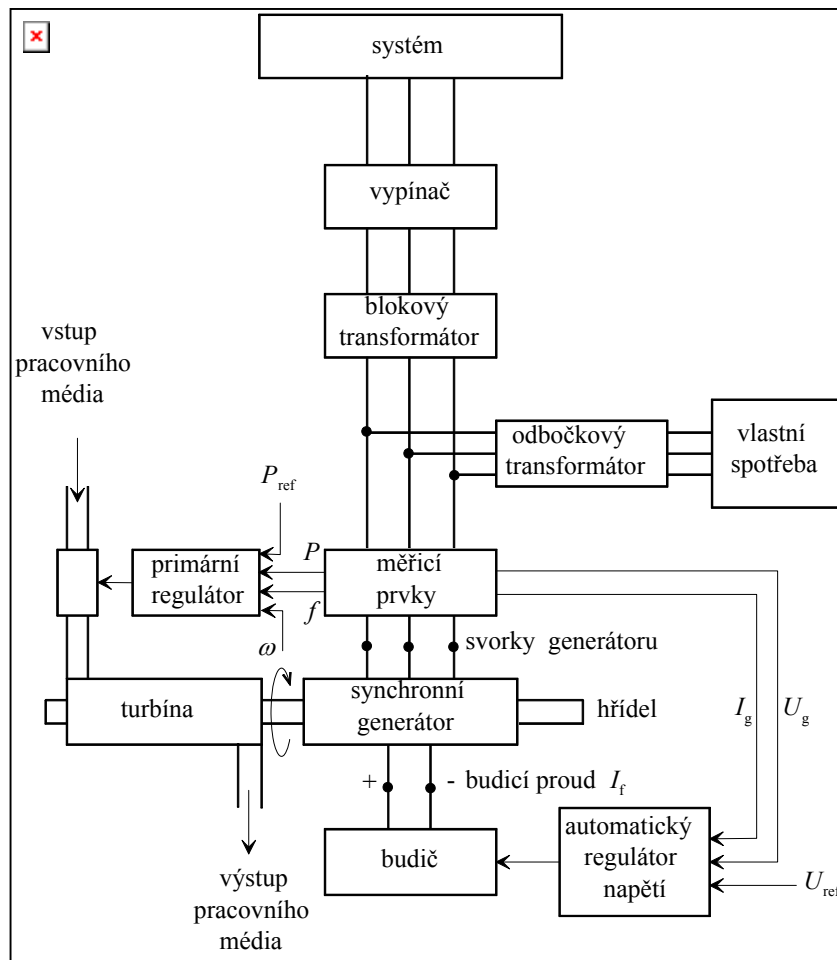 systém
vypínač
blokový
transformátor
vstup
pracovního
média
odbočkový
transformátor
vlastní
spotřeba
P ref
primární
regulátor
P
f
měřicí
prvky
ω
svorky generátoru
turbína
synchronní
generátor
hřídel
I g
U g
+
- budicí proud I f
budič
automatický
regulátor
napětí
U ref
výstup
pracovního
média